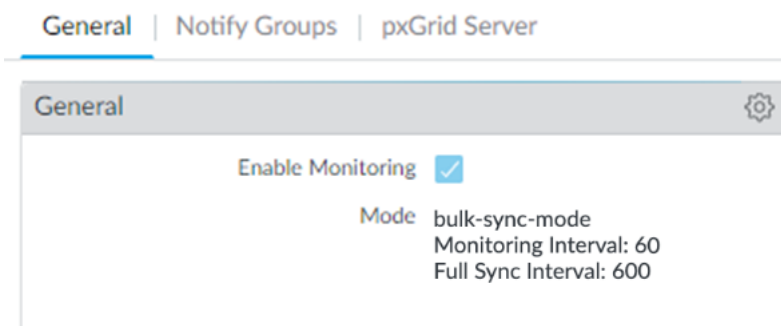 General | Notify Groups | pxGrid Server
General
Enable Monitoring
Mode bulk-sync-mode
Monitoring Interval: 60
Full Sync Interval: 600